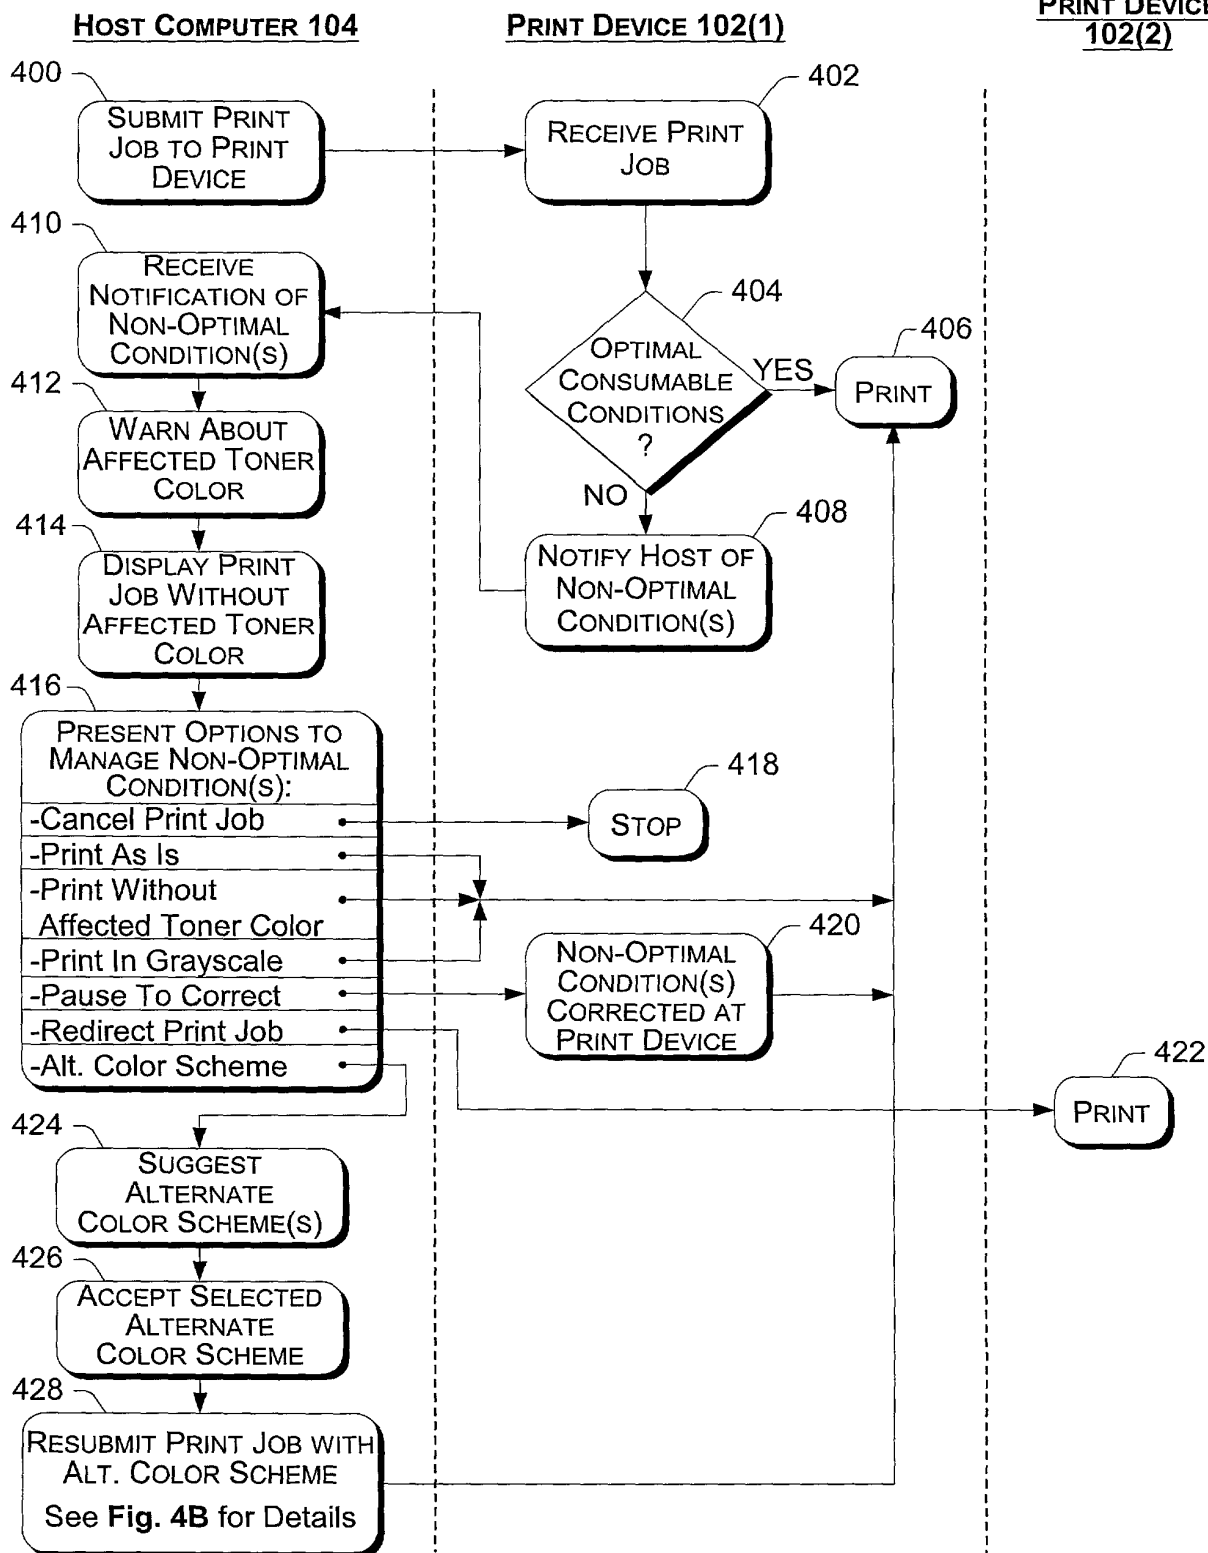 HOST COMPUTER 104
PRINT DEVICE 102(1)
PRINT DEVICE
102(2)
400
SUBMIT PRINT
JOB TO PRINT
DEVICE
402
RECEIVE PRINT
JOB
410
RECEIVE
NOTIFICATION OF
NON-OPTIMAL
CONDITION(S)
404
OPTIMAL
CONSUMABLE
CONDITIONS
?
YES
NO
406
PRINT
412
WARN ABOUT
AFFECTED TONER
COLOR
408
NOTIFY HOST OF
NON-OPTIMAL
CONDITION(S)
414
DISPLAY PRINT
JOB WITHOUT
AFFECTED TONER
COLOR
416
PRESENT OPTIONS TO
MANAGE NON-OPTIMAL
CONDITION(S):
-Cancel Print Job
-Print As Is
-Print Without
Affected Toner Color
-Print In Grayscale
-Pause To Correct
-Redirect Print Job
-Alt. Color Scheme
418
STOP
420
NON-OPTIMAL
CONDITION(S)
CORRECTED AT
PRINT DEVICE
422
PRINT
424
SUGGEST
ALTERNATE
COLOR SCHEME(S)
426
ACCEPT SELECTED
ALTERNATE
COLOR SCHEME
428
RESUBMIT PRINT JOB WITH
ALT. COLOR SCHEME
See Fig. 4B for Details